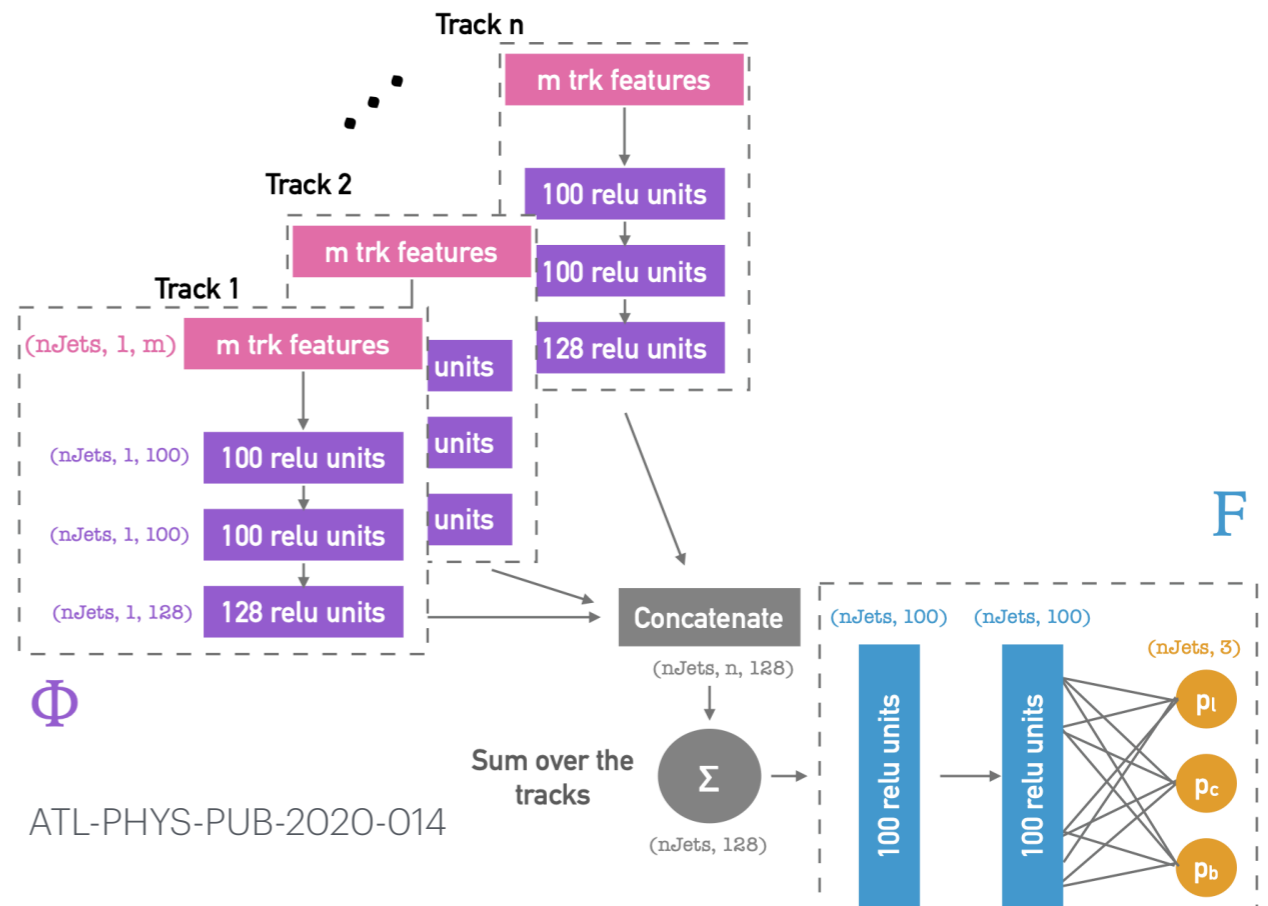 Track n
m trk features
100 relu units
100 relu units
128 relu units
Track 2
m trk features
units
units
units
Track 1
(nJets, 1, m)
m trk features
(nJets, 1, 100)
100 relu units
(nJets, 1, 100)
100 relu units
(nJets, 1, 128)
128 relu units
Φ
Concatenate
(nJets, n, 128)
Sum over the
tracks
Σ
(nJets, 128)
F
(nJets, 100)
(nJets, 100)
(nJets, 3)
100 relu units
100 relu units
pl
pc
pb
ATL-PHYS-PUB-2020-014